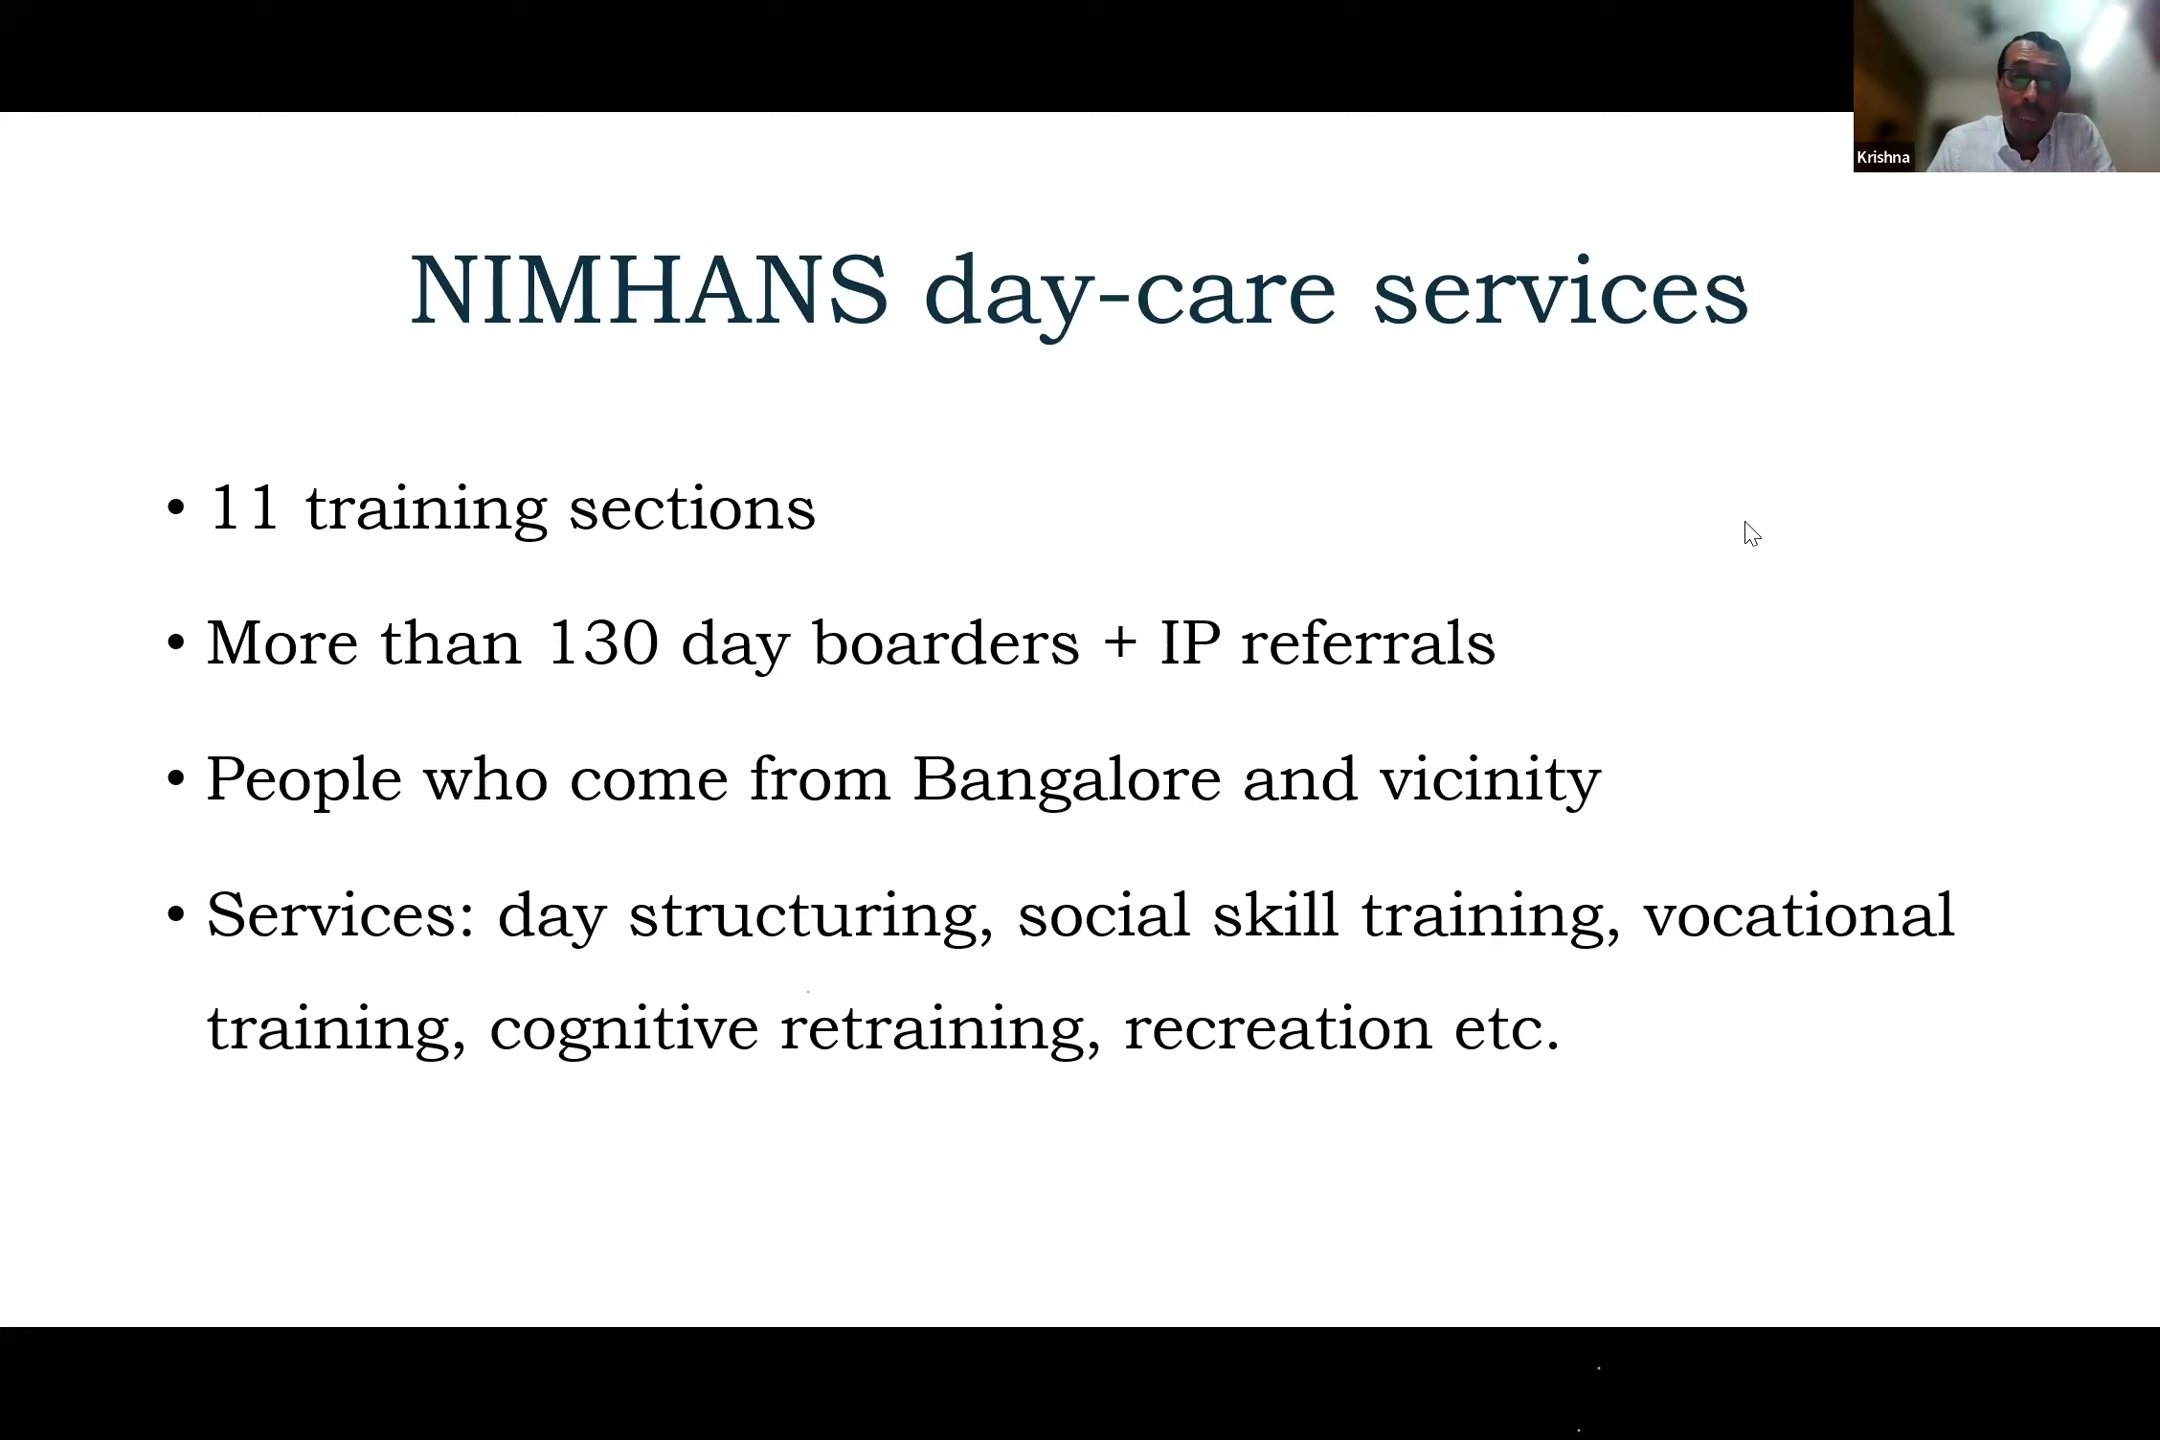 Krishna
NIMHANS day-care services
• 11 training sections
• More than 130 day boarders + IP referrals
• People who come from Bangalore and vicinity
• Services: day structuring, social skill training, vocational
training, cognitive retraining, recreation etc.